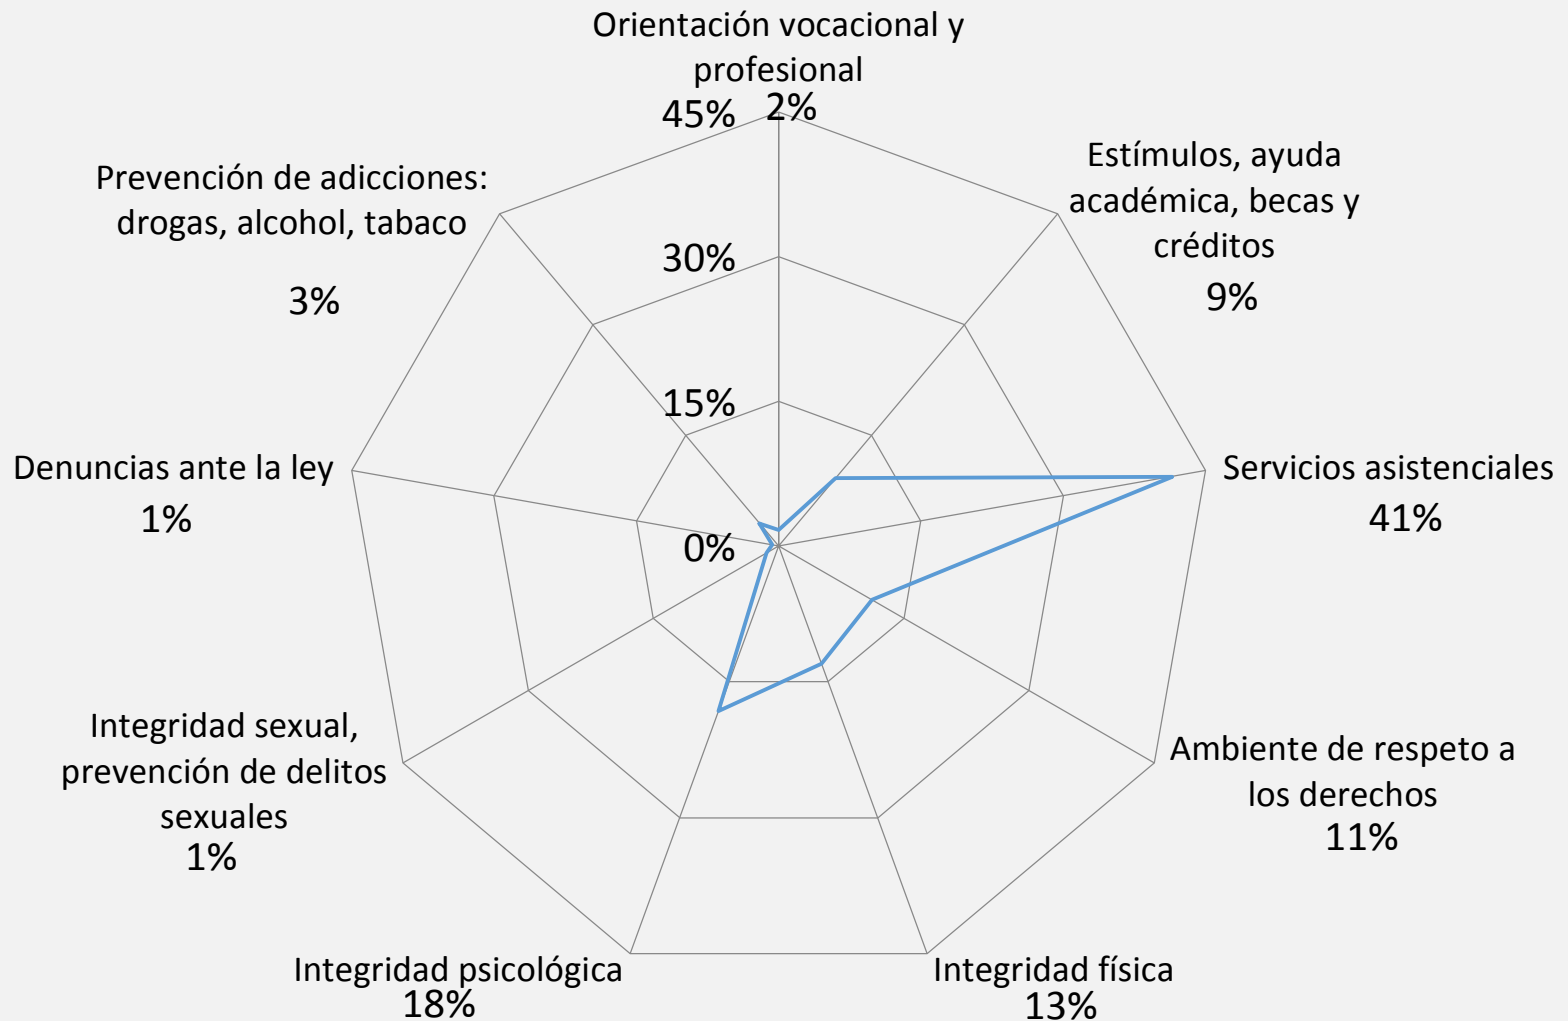 Orientación vocacional y
profesional
2%
45%
30%
15%
0%
Estímulos, ayuda
académica, becas y
créditos
9%
Servicios asistenciales
41%
Ambiente de respeto a
los derechos
11%
Integridad física
13%
Integridad psicológica
18%
Integridad sexual,
prevención de delitos
sexuales
1%
Denuncias ante la ley
1%
Prevención de adicciones:
drogas, alcohol, tabaco
3%